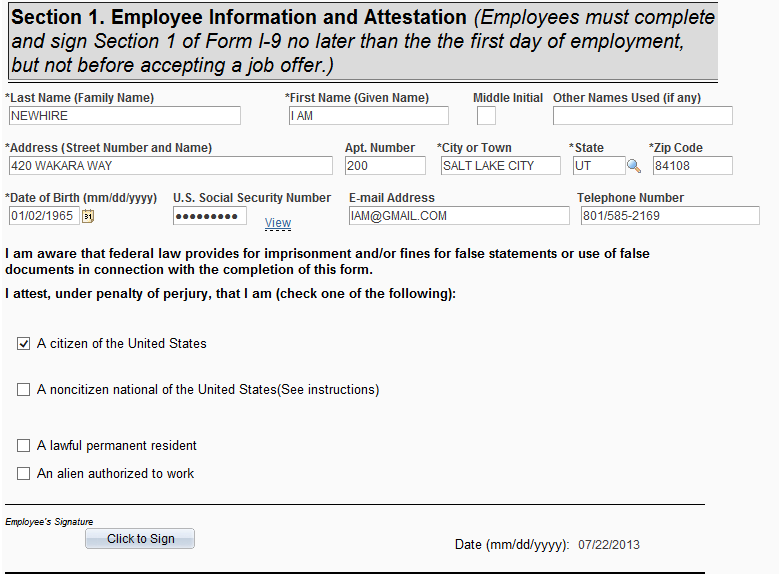 Section 1. Employee Information and Attestation (Employees must complete
and sign Section 1 of Form I-9 no later than the the first day of employment,
but not before accepting a job offer.)
*Last Name (Family Name) *First Name (Given Name) Middle Initial Other Names Used (if any)
NEWHIRE I AM
*Address (Street Number and Name) Apt. Number *City or Town *State *Zip Code
420 WAKARA WAY 200 SALT LAKE CITY UT 84108
*Date of Birth (mm/dd/yyyy) U.S. Social Security Number E-mail Address Telephone Number
01/02/1965 31 ●●●●●●●●● View IAM@GMAIL.COM 801/585-2169
I am aware that federal law provides for imprisonment and/or fines for false statements or use of false
documents in connection with the completion of this form.
I attest, under penalty of perjury, that I am (check one of the following):
A citizen of the United States
A noncitizen national of the United States(See instructions)
A lawful permanent resident
An alien authorized to work
Employee's Signature
Click to Sign Date (mm/dd/yyyy): 07/22/2013